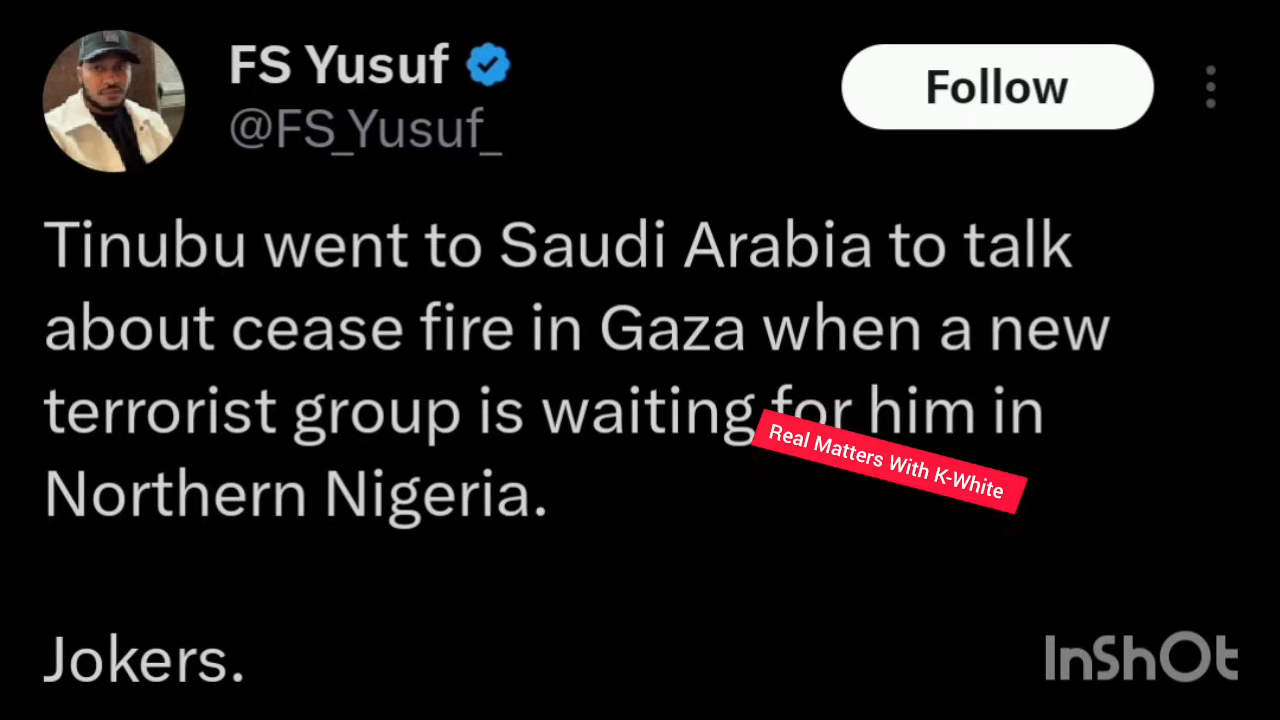 FS Yusuf
Follow
@FS_Yusuf_
Tinubu went to Saudi Arabia to talk
about cease fire in Gaza when a new
terrorist group is waiting for him in
Northern Nigeria.
Real Matters With K-White
Jokers.
InShOt